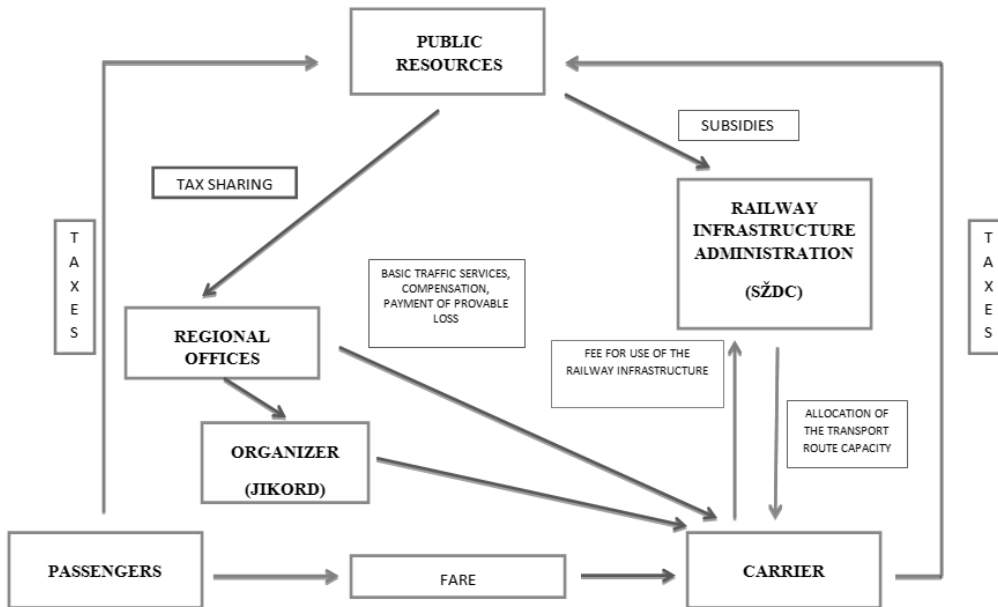 PUBLIC
RESOURCES
SUBSIDIES
TAX SHARING
RAILWAY
INFRASTRUCTURE
ADMINISTRATION
(SŽDC)
T
A
X
E
S
T
A
X
E
S
BASIC TRAFFIC SERVICES,
COMPENSATION,
PAYMENT OF PROVABLE
LOSS
REGIONAL
OFFICES
FEE FOR USE OF THE
RAILWAY INFRASTRUCTURE
ALLOCATION OF
THE TRANSPORT
ROUTE CAPACITY
ORGANIZER
(JIKORD)
PASSENGERS
FARE
CARRIER